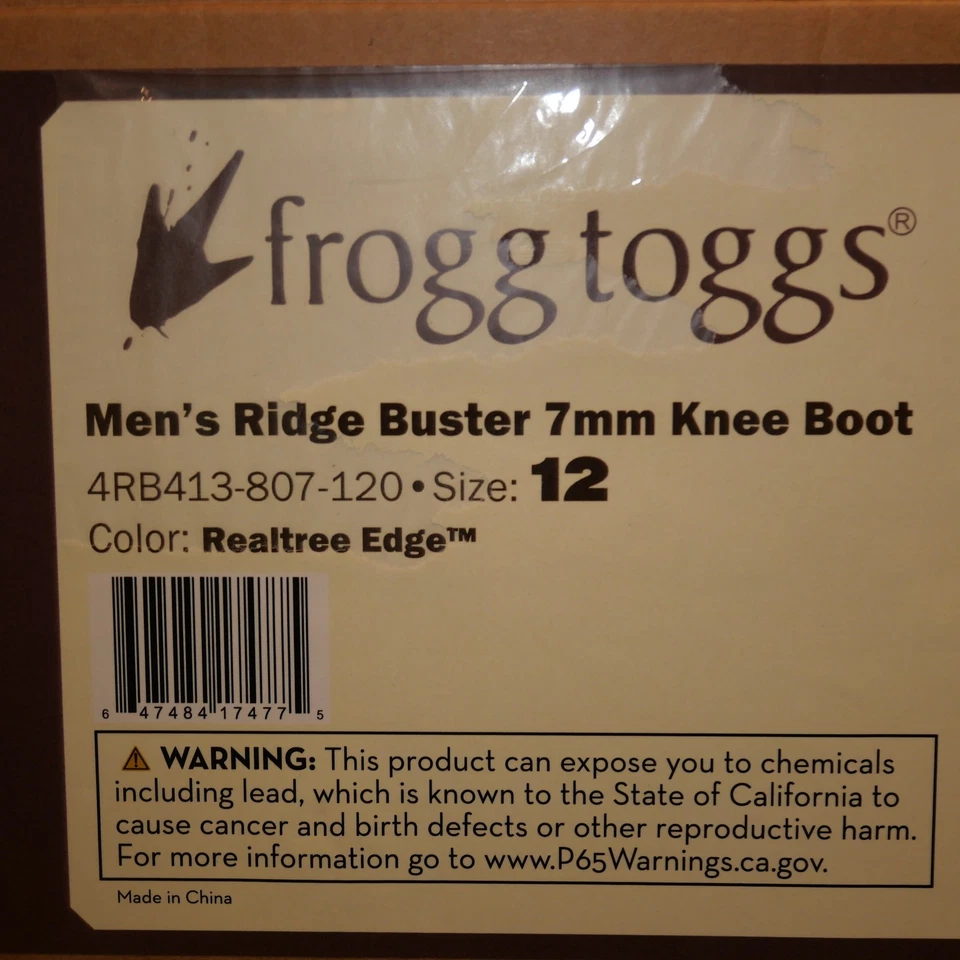 frogg toggs®
Men's Ridge Buster 7mm Knee Boot
4RB413-807-120 • Size: 12
Color: Realtree Edge™
6 47484 17477 5
⚠ WARNING: This product can expose you to chemicals
including lead, which is known to the State of California to
cause cancer and birth defects or other reproductive harm.
For more information go to www.P65Warnings.ca.gov.
Made in China